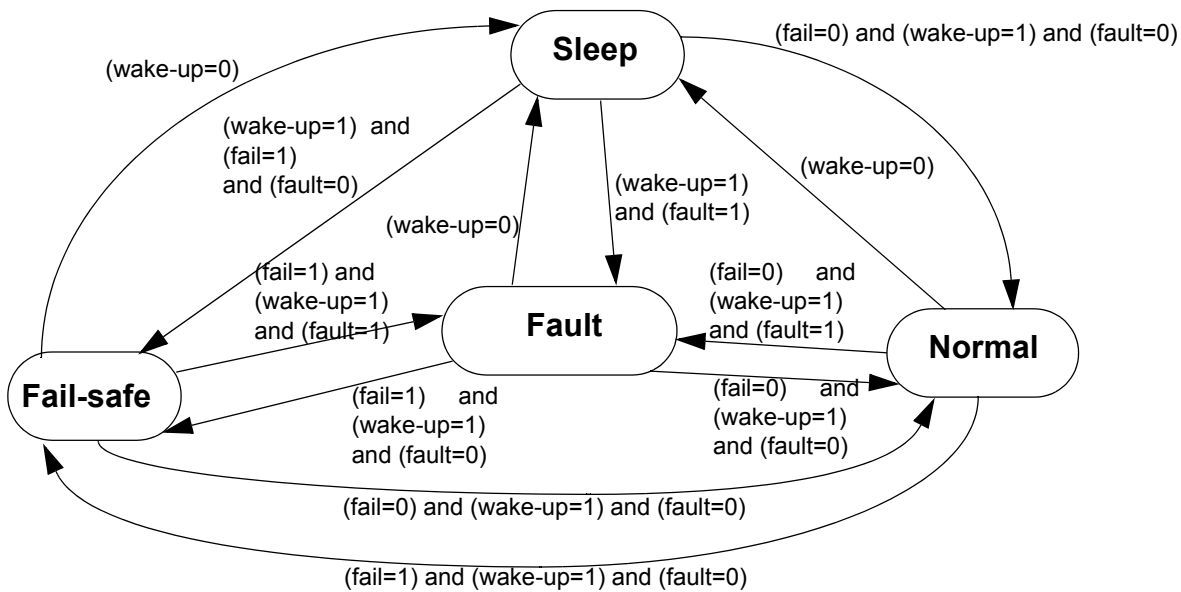 Sleep
(fail=0) and (wake-up=1) and (fault=0)
(wake-up=0)
(wake-up=1) and
(fail=1)
and (fault=0)
(wake-up=0)
(wake-up=1)
and (fault=1)
(wake-up=0)
(fail=1) and
(wake-up=1)
and (fault=1)
Fault
(fail=0) and
(wake-up=1)
and (fault=1)
Normal
Fail-safe
(fail=1) and
(wake-up=1)
and (fault=0)
(fail=0) and
(wake-up=1)
and (fault=0)
(fail=0) and (wake-up=1) and (fault=0)
(fail=1) and (wake-up=1) and (fault=0)